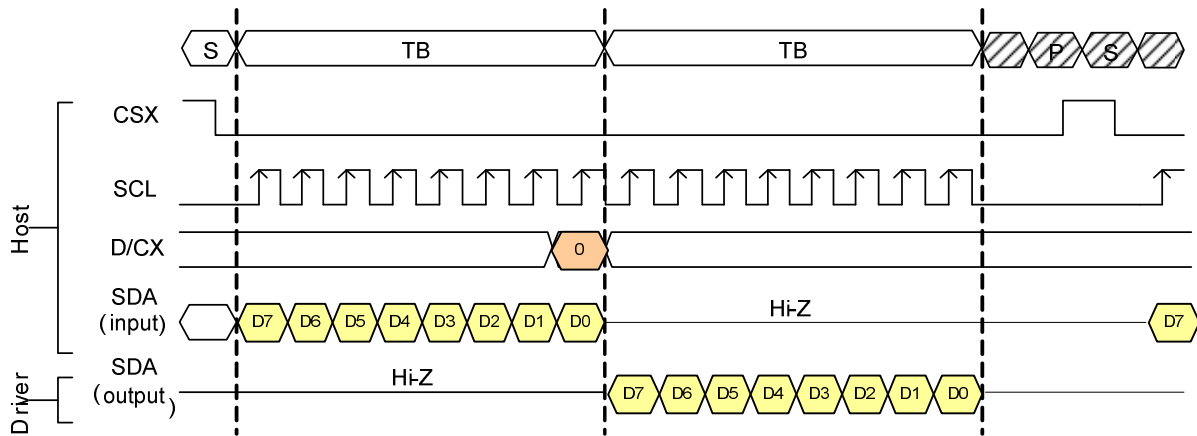 S TB TB P S
CSX
SCL
D/CX 0
SDA
(input) D7 D6 D5 D4 D3 D2 D1 D0 Hi-Z D7
SDA
(output) Hi-Z D7 D6 D5 D4 D3 D2 D1 D0
Host
Driver